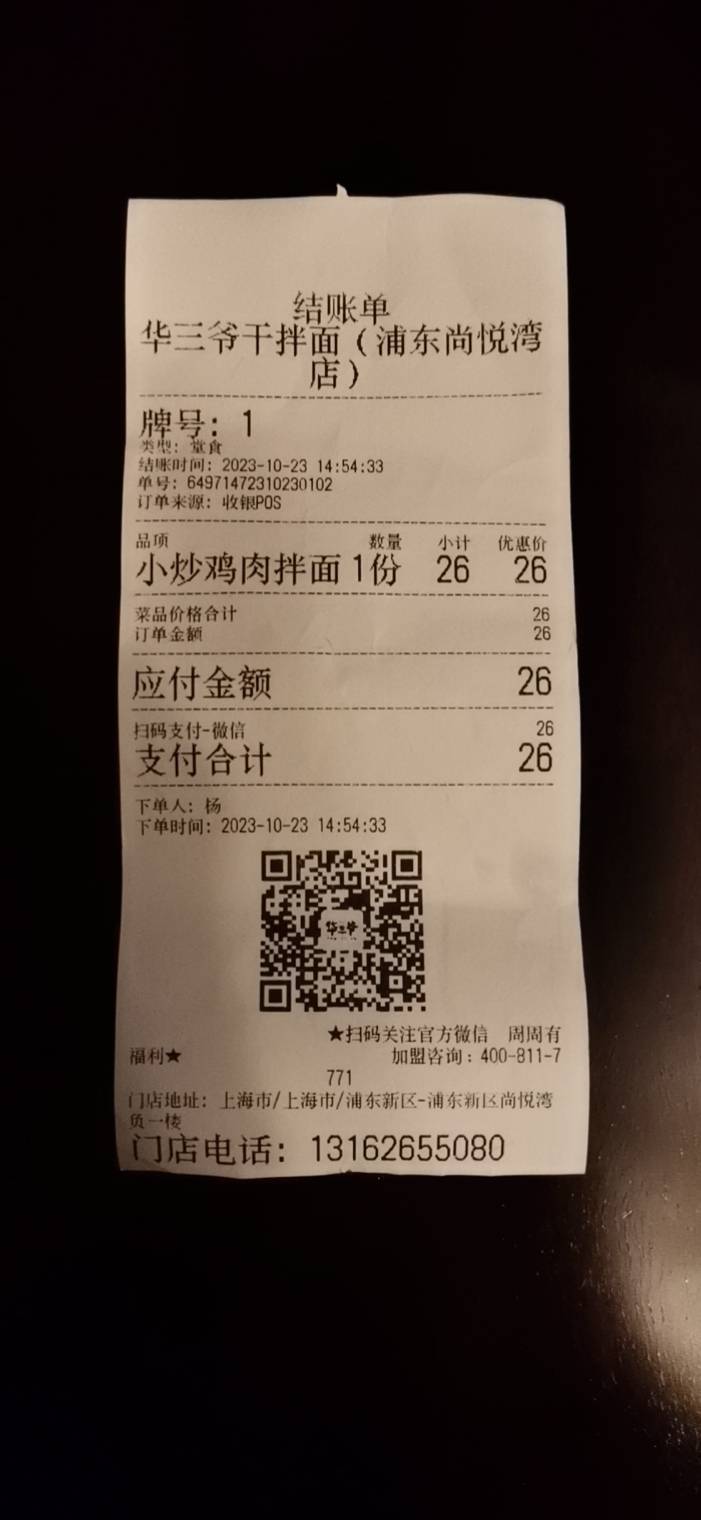 结账单
华三爷干拌面（浦东尚悦湾
店）
牌号：1
类型：堂食
结账时间：2023-10-23 14:54:33
单号：64971472310230102
订单来源：收银POS
品项 数量 小计 优惠价
小炒鸡肉拌面 1份 26 26
菜品价格合计 26
订单金额 26
应付金额 26
扫码支付-微信 26
支付合计 26
下单人：杨
下单时间：2023-10-23 14:54:33
华三爷
★扫码关注官方微信 周周有
福利★ 加盟咨询：400-811-7
771
门店地址：上海市/上海市/浦东新区-浦东新区尚悦湾
负一楼
门店电话：13162655080